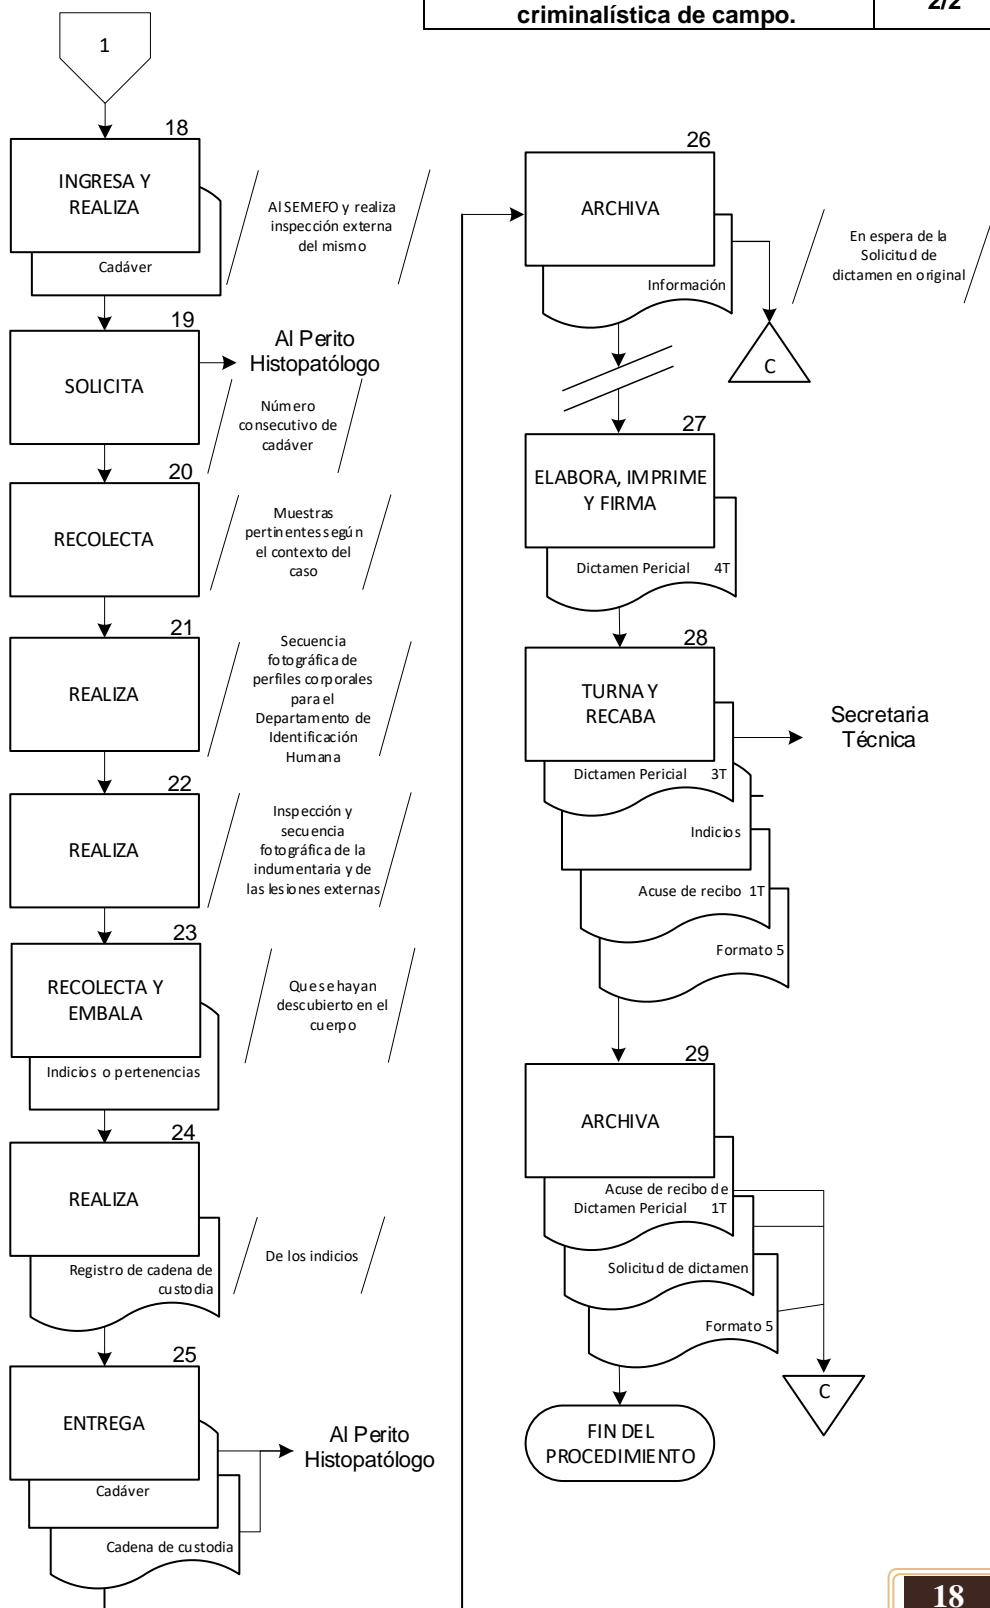 criminalística de campo.
2/2
1
18
INGRESA Y
REALIZA
Cadáver
Al SEMEFO y realiza
inspección externa
del mismo
19
SOLICITA
Al Perito
Histopatólogo
Número
consecutivo de
cadáver
20
RECOLECTA
Muestras
pertinentes según
el contexto del
caso
21
REALIZA
Secuencia
fotográfica de
perfiles corporales
para el
Departamento de
Identificación
Humana
22
REALIZA
Inspección y
secuencia
fotográfica de la
indumentaria y de
las lesiones externas
23
RECOLECTA Y
EMBALA
Indicios o pertenencias
Que se hayan
descubierto en el
cuerpo
24
REALIZA
Registro de cadena de
custodia
De los indicios
25
ENTREGA
Cadáver
Cadena de custodia
Al Perito
Histopatólogo
26
ARCHIVA
Información
En espera de la
Solicitud de
dictamen en original
C
27
ELABORA, IMPRIME
Y FIRMA
Dictamen Pericial 4T
28
TURNA Y
RECABA
Dictamen Pericial 3T
Indicios
Acuse de recibo 1T
Formato 5
Secretaria
Técnica
29
ARCHIVA
Acuse de recibo de
Dictamen Pericial 1T
Solicitud de dictamen
Formato 5
C
FIN DEL
PROCEDIMIENTO
18